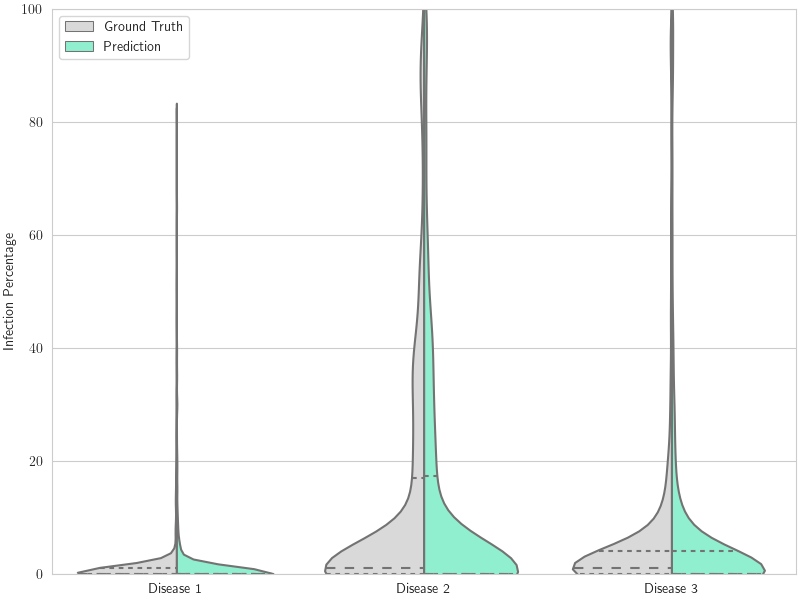 100
80
60
40
20
0
Infection Percentage
Ground Truth
Prediction
Disease 1
Disease 2
Disease 3